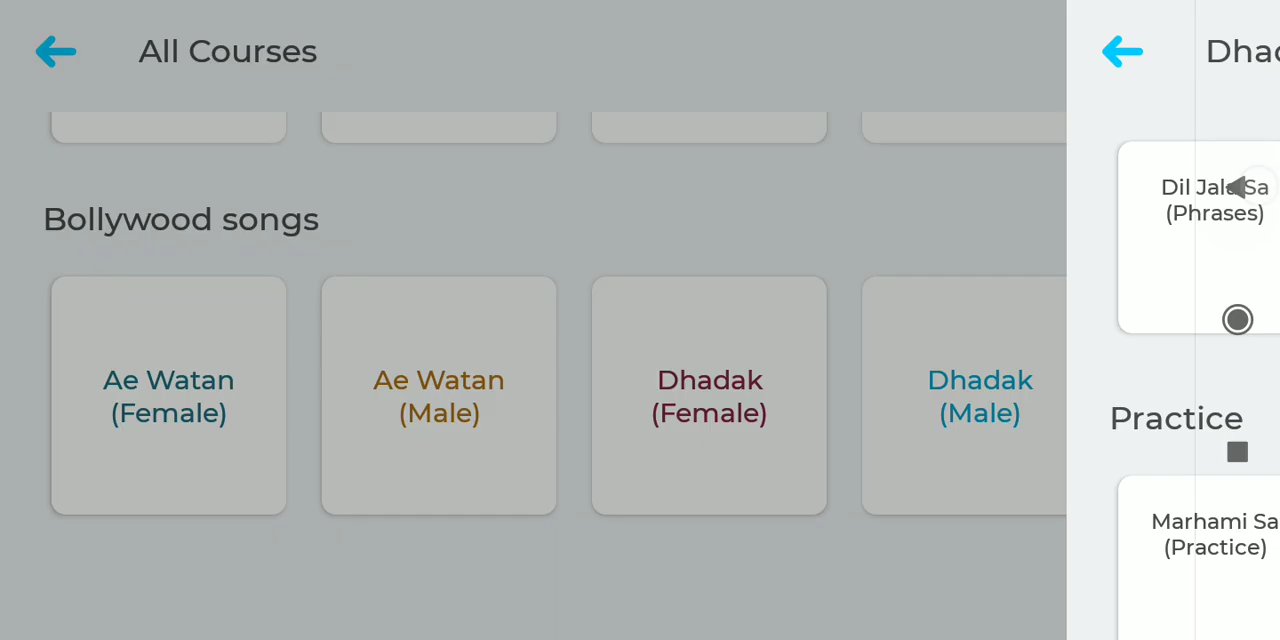 All Courses
Bollywood songs
Ae Watan
(Female)
Ae Watan
(Male)
Dhadak
(Female)
Dhadak
(Male)
Dil Jala Sa
(Phrases)
Practice
Marhami Sa
(Practice)